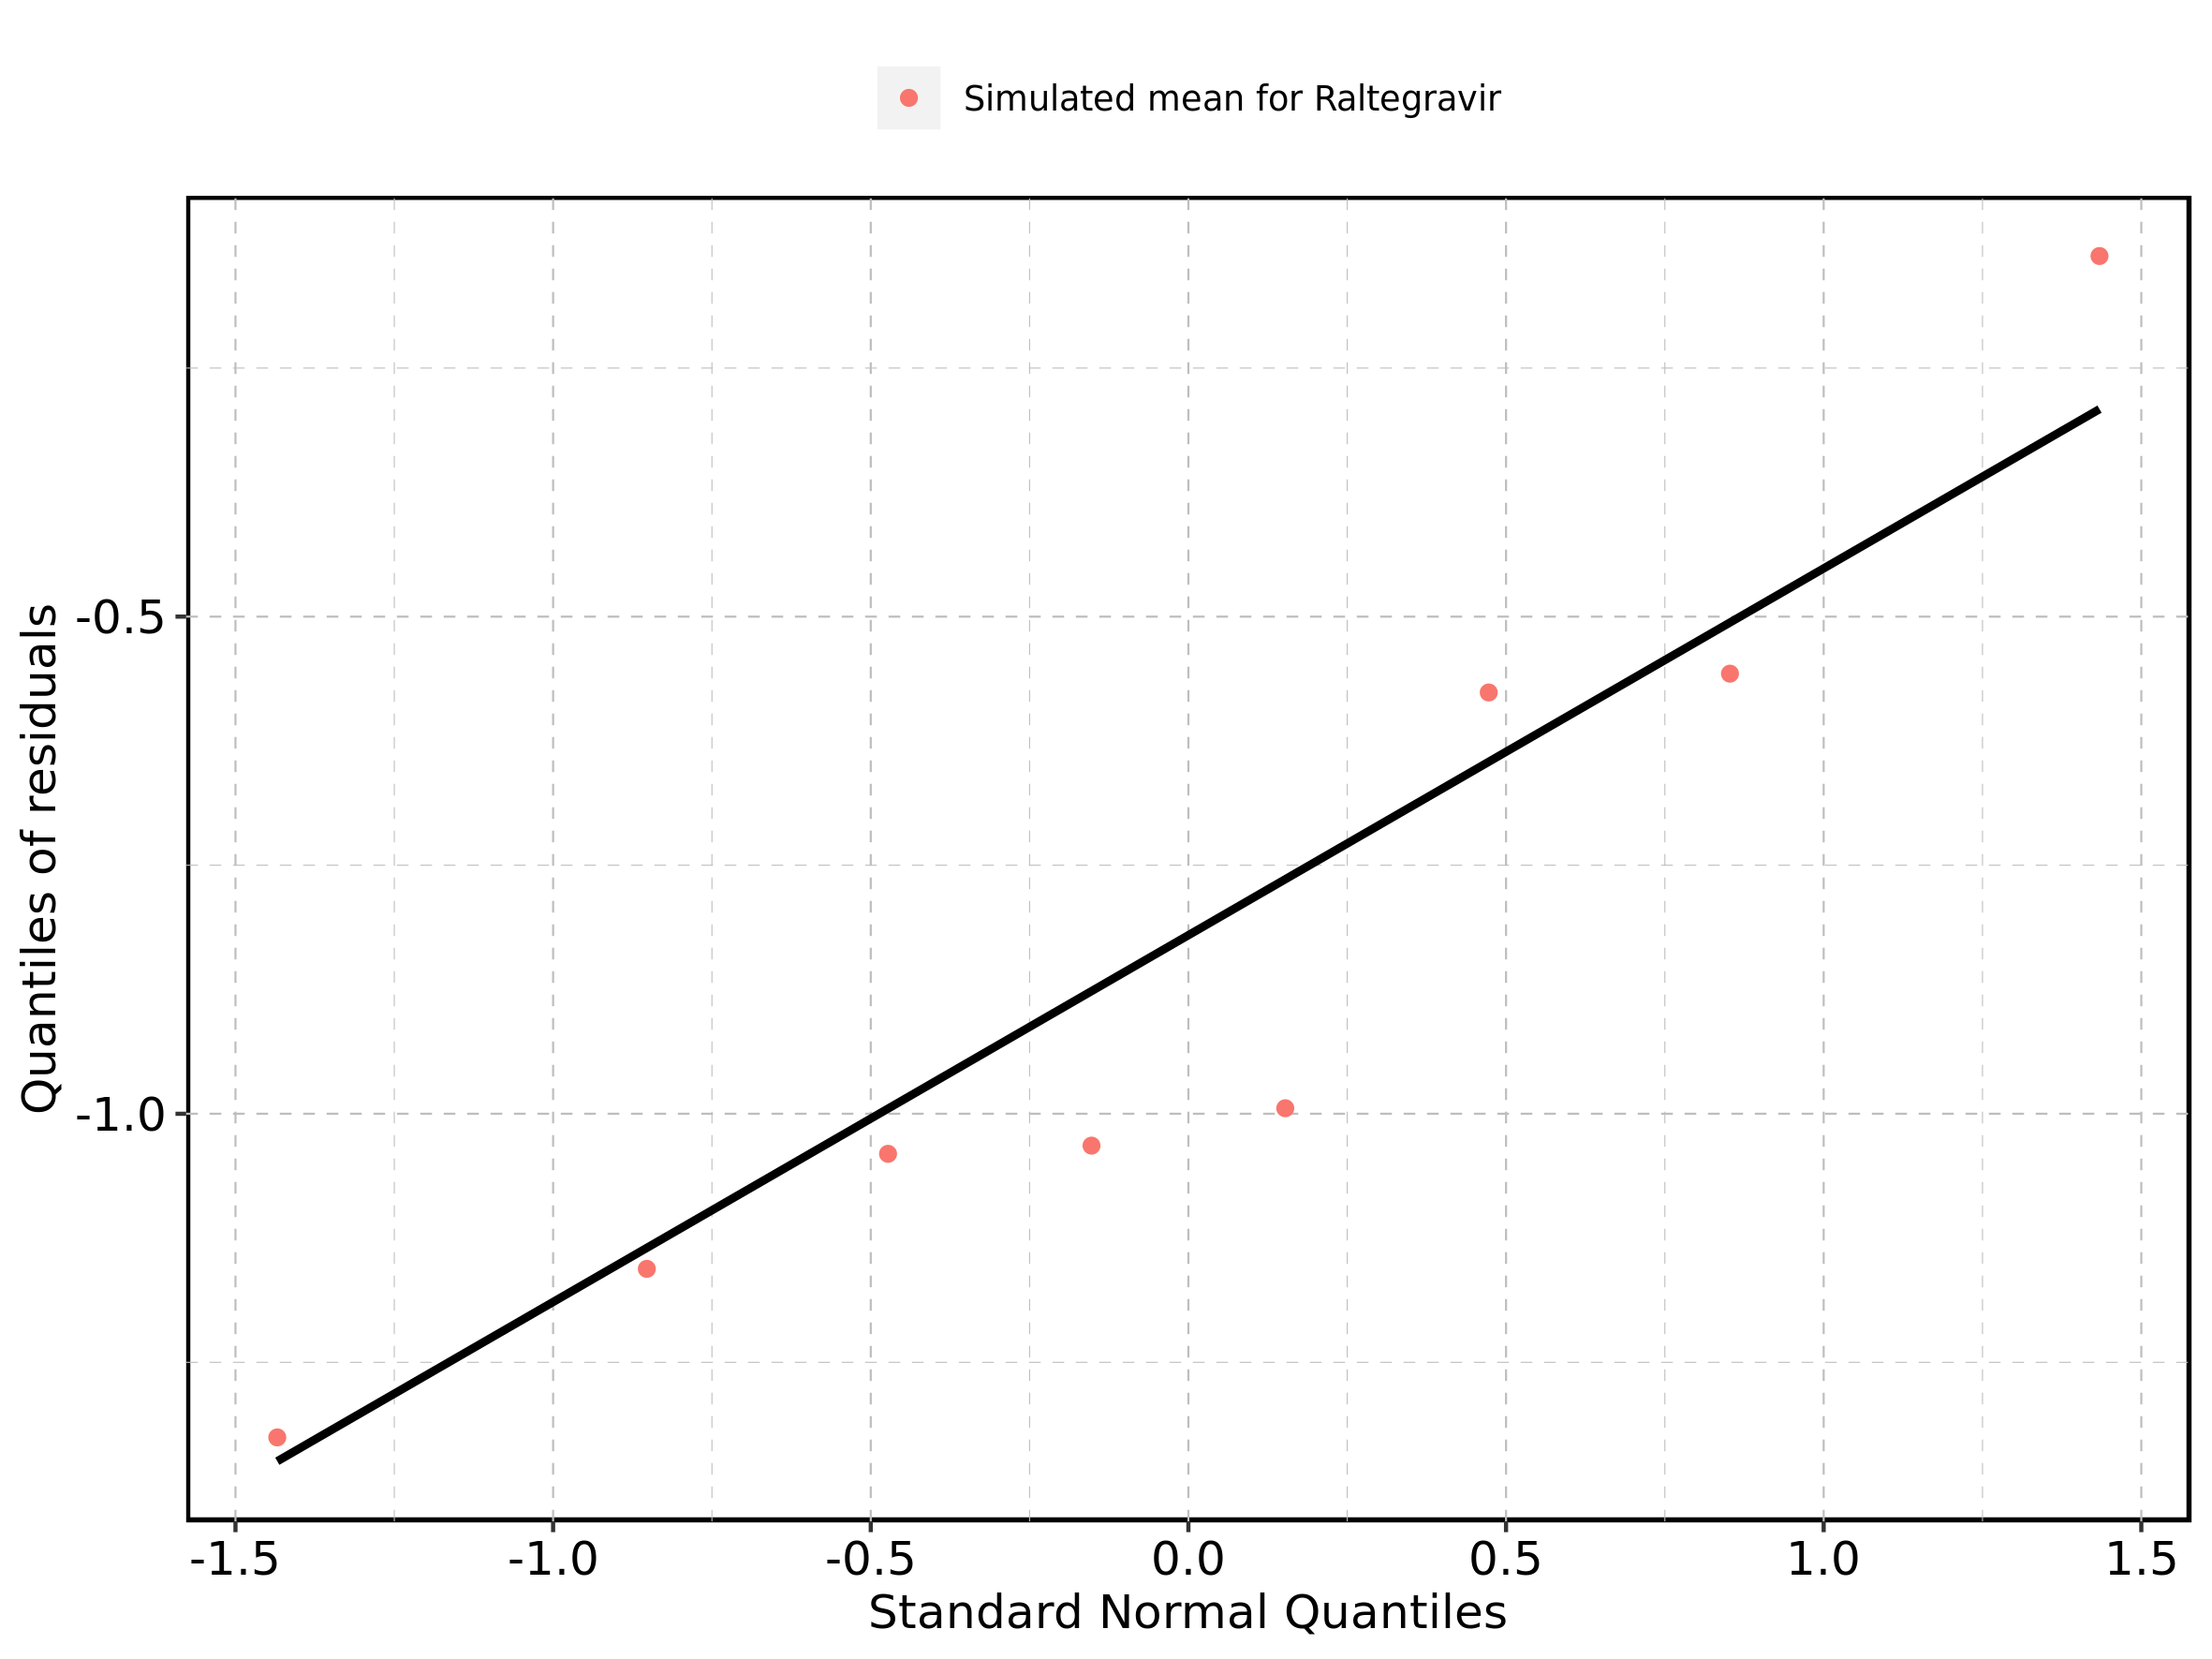 Simulated mean for Raltegravir
Quantiles of residuals
-0.5
-1.0
-1.5 -1.0 -0.5 0.0 0.5 1.0 1.5
Standard Normal Quantiles